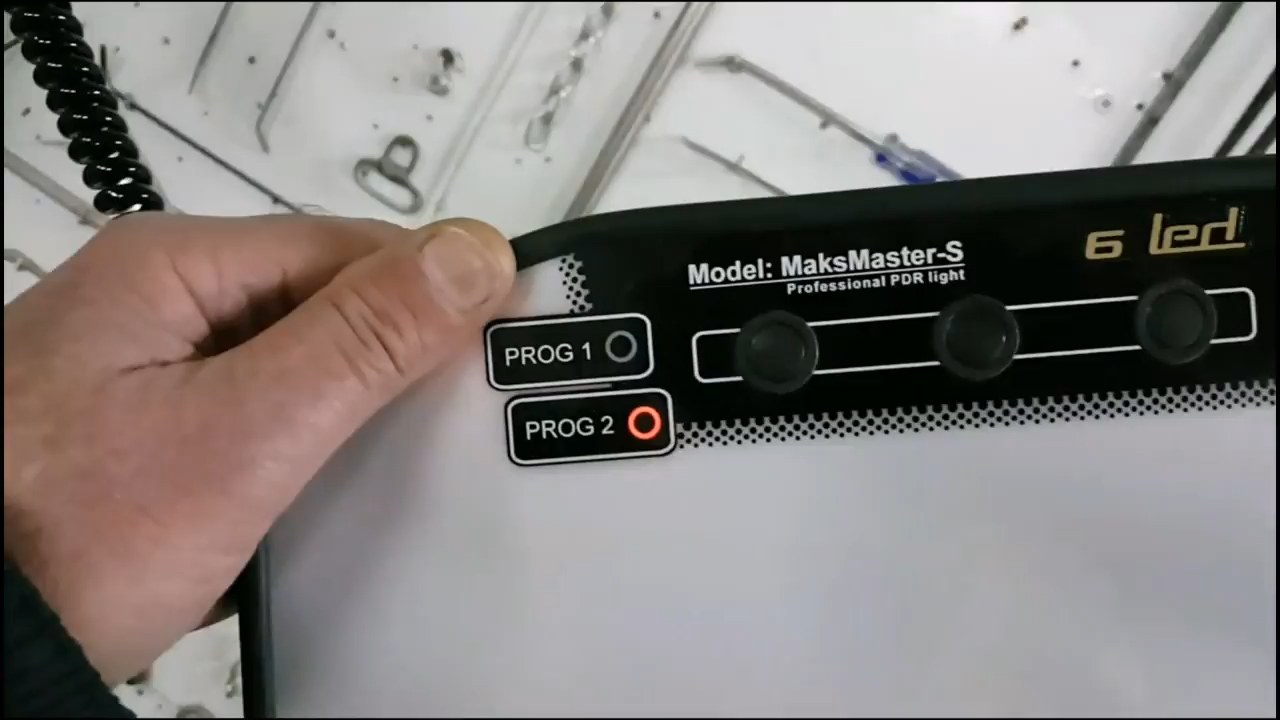 6 led
Model: MaksMaster-S
Professional PDR light
PROG 1
PROG 2